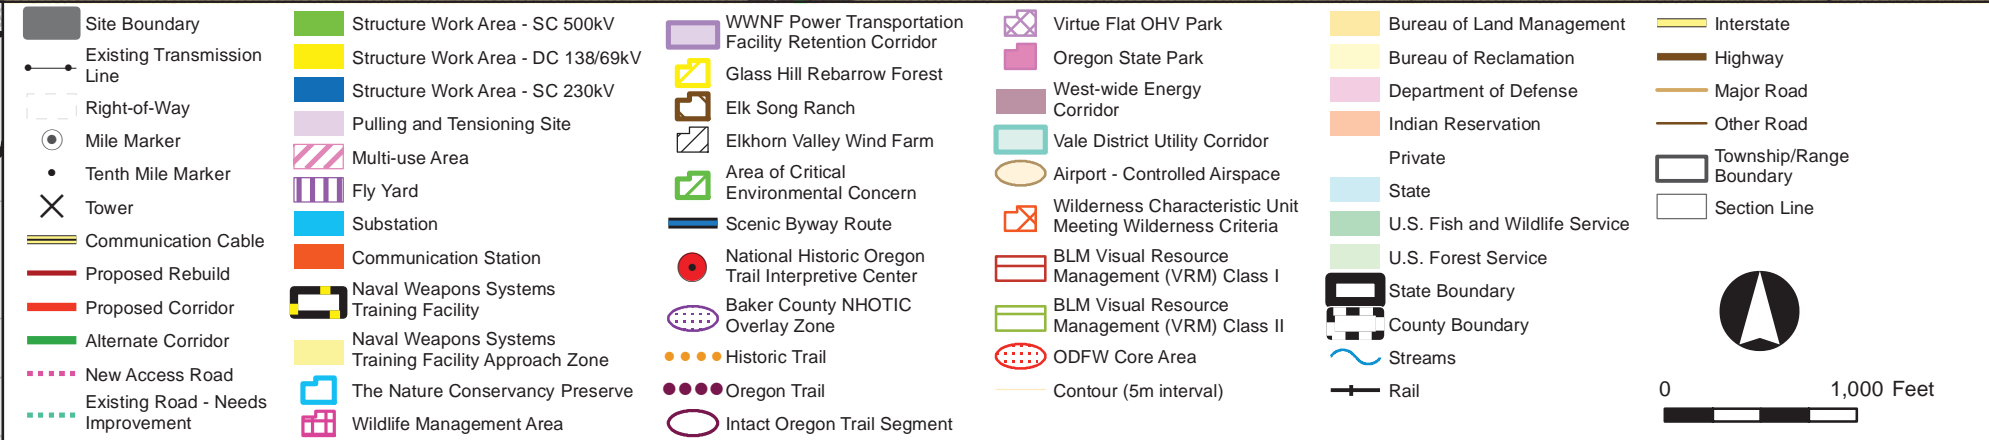 Site Boundary
Existing Transmission
Line
Right-of-Way
Mile Marker
Tenth Mile Marker
Tower
Communication Cable
Proposed Rebuild
Proposed Corridor
Alternate Corridor
New Access Road
Existing Road - Needs
Improvement
Structure Work Area - SC 500kV
Structure Work Area - DC 138/69kV
Structure Work Area - SC 230kV
Pulling and Tensioning Site
Multi-use Area
Fly Yard
Substation
Communication Station
Naval Weapons Systems
Training Facility
Naval Weapons Systems
Training Facility Approach Zone
The Nature Conservancy Preserve
Wildlife Management Area
WWNF Power Transportation
Facility Retention Corridor
Glass Hill Rebarrow Forest
Elk Song Ranch
Elkhorn Valley Wind Farm
Area of Critical
Environmental Concern
Scenic Byway Route
National Historic Oregon
Trail Interpretive Center
Baker County NHOTIC
Overlay Zone
Historic Trail
Oregon Trail
Intact Oregon Trail Segment
Virtue Flat OHV Park
Oregon State Park
West-wide Energy
Corridor
Vale District Utility Corridor
Airport - Controlled Airspace
Wilderness Characteristic Unit
Meeting Wilderness Criteria
BLM Visual Resource
Management (VRM) Class I
BLM Visual Resource
Management (VRM) Class II
ODFW Core Area
Contour (5m interval)
Bureau of Land Management
Bureau of Reclamation
Department of Defense
Indian Reservation
Private
State
U.S. Fish and Wildlife Service
U.S. Forest Service
State Boundary
County Boundary
Streams
Rail
Interstate
Highway
Major Road
Other Road
Township/Range
Boundary
Section Line
0 1,000 Feet